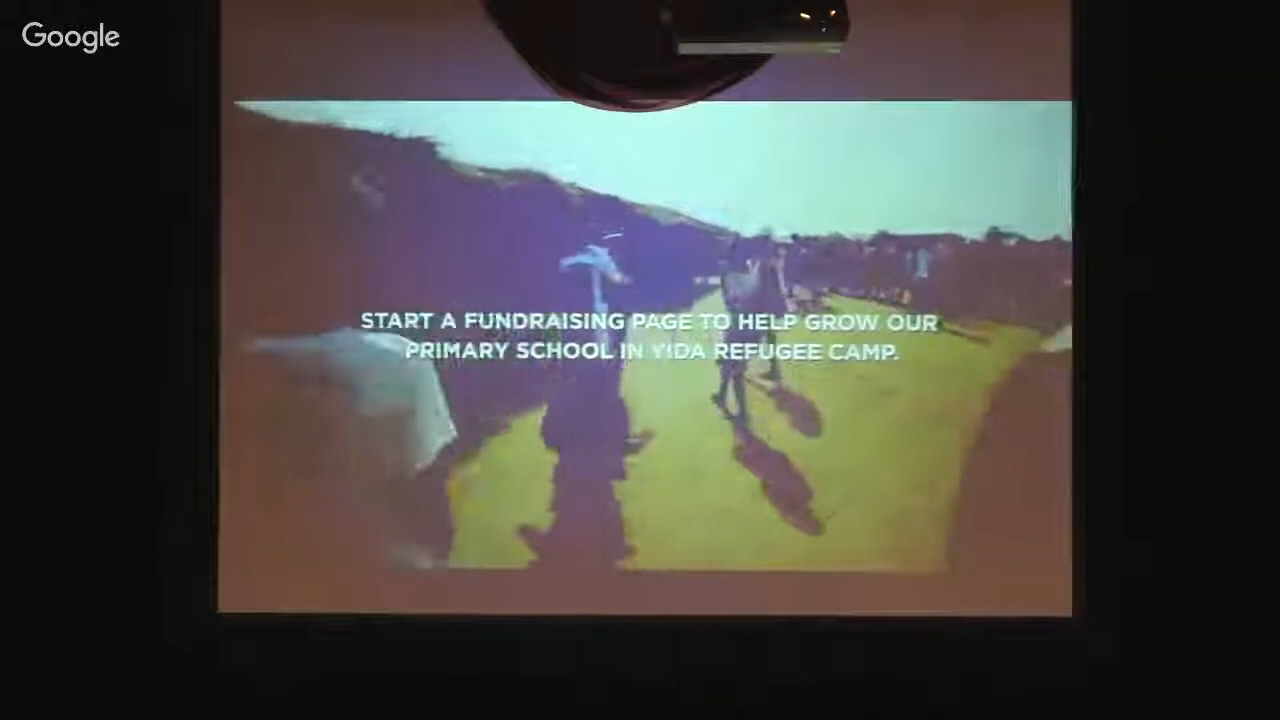 Google
START A FUNDRAISING PAGE TO HELP GROW OUR
PRIMARY SCHOOL IN YIDA REFUGEE CAMP.